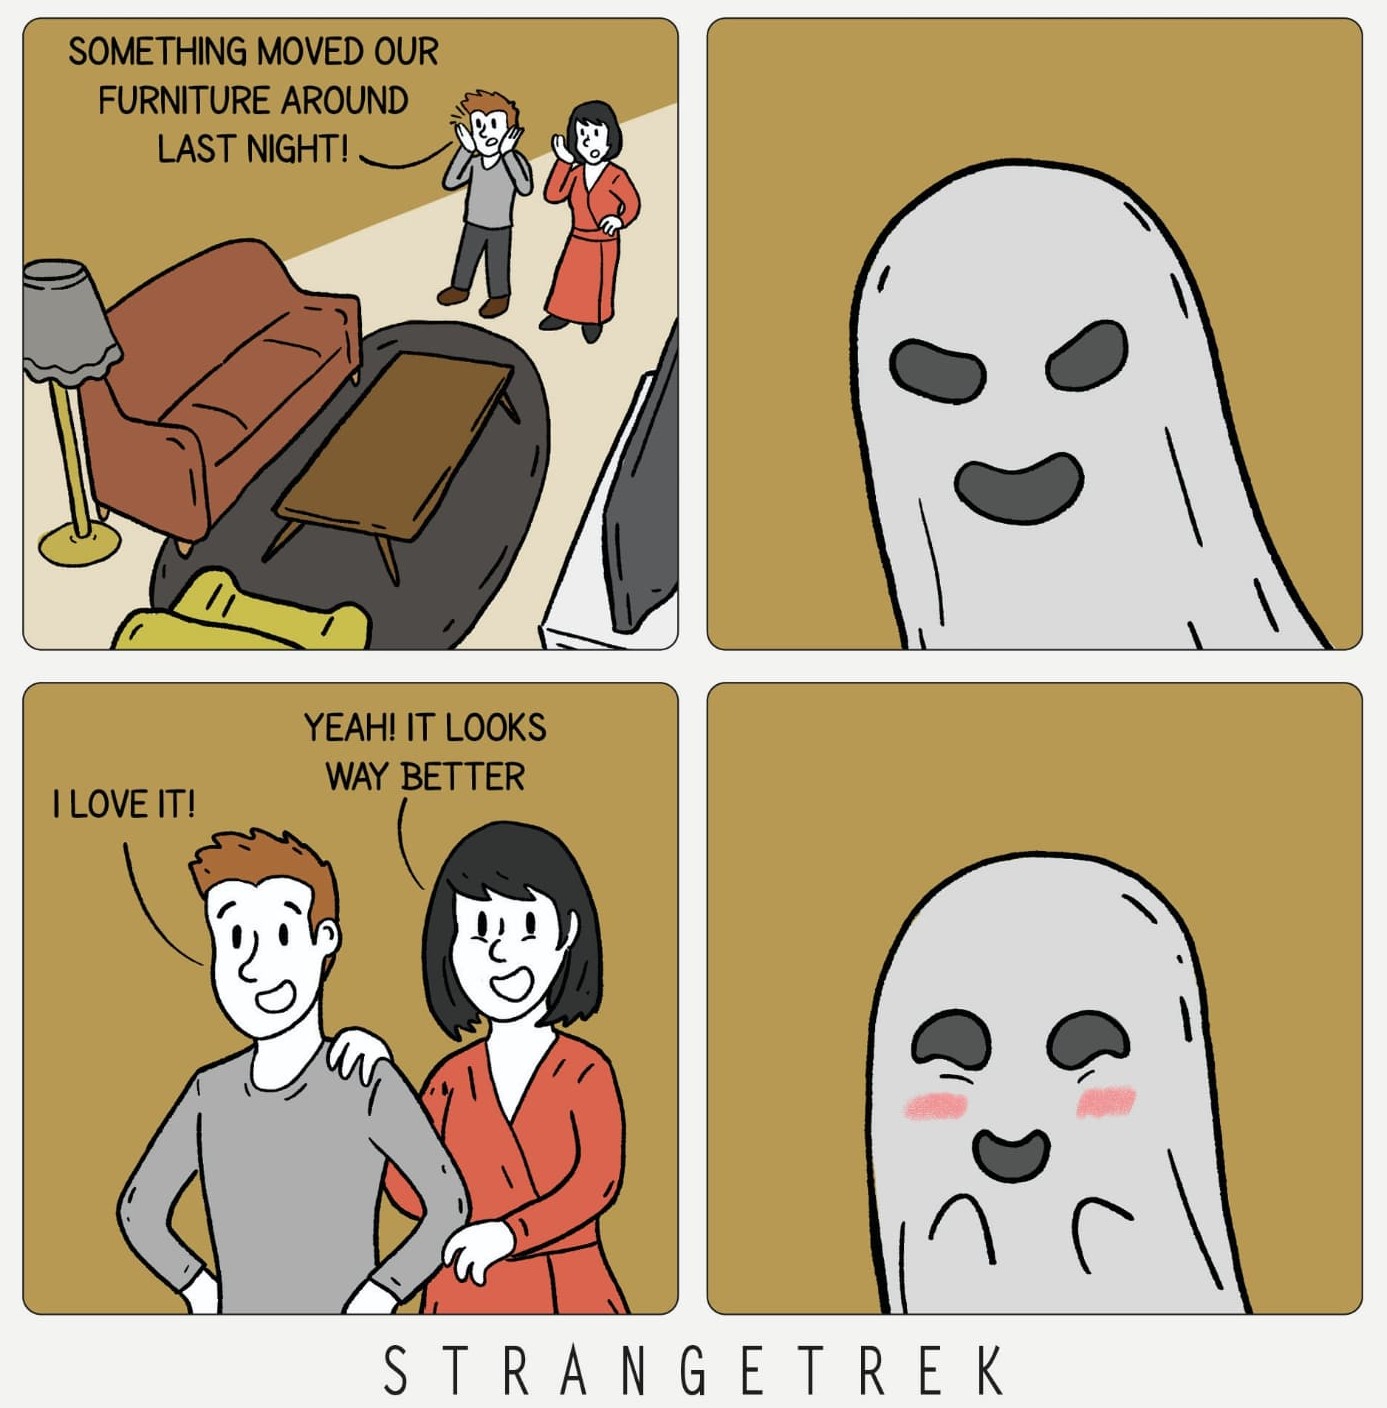 SOMETHING MOVED OUR
FURNITURE AROUND
LAST NIGHT!
I LOVE IT!
YEAH! IT LOOKS
WAY BETTER
STRANGETREK